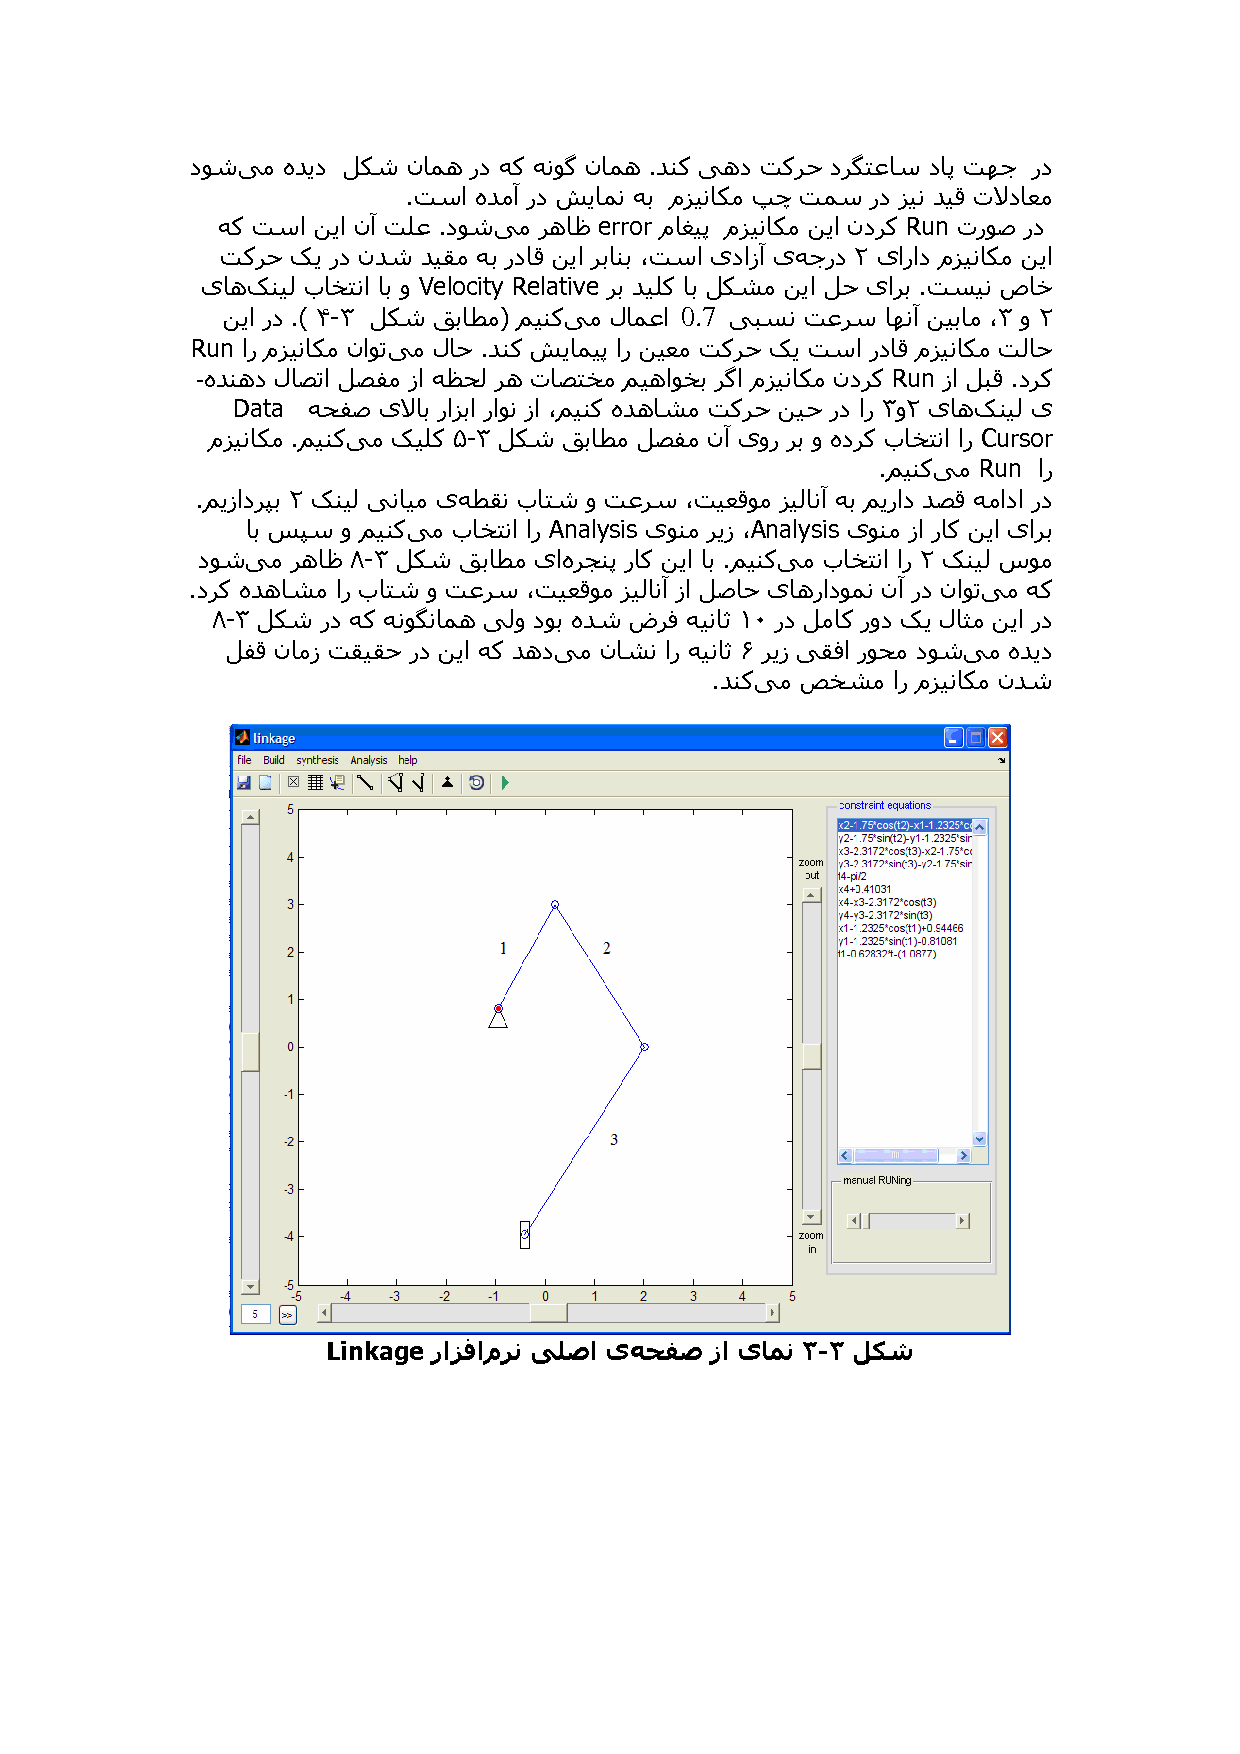 در جهت پاد ساعتگرد حرکت دهی کند. همان گونه که در همان شکل دیده می‌شود
معادلات قید نیز در سمت چپ مکانیزم به نمایش در آمده است.
در صورت Run کردن این مکانیزم پیغام error ظاهر می‌شود. علت آن این است که
این مکانیزم دارای ۲ درجه‌ی آزادی است، بنابر این قادر به مقید شدن در یک حرکت
خاص نیست. برای حل این مشکل با کلید بر Velocity Relative و با انتخاب لینک‌های
۲ و ۳، مابین آنها سرعت نسبی 0.7 اعمال می‌کنیم (مطابق شکل ۳-۴ ). در این
حالت مکانیزم قادر است یک حرکت معین را پیمایش کند. حال می‌توان مکانیزم را Run
کرد. قبل از Run کردن مکانیزم اگر بخواهیم مختصات هر لحظه از مفصل اتصال دهنده-
ی لینک‌های ۲و۳ را در حین حرکت مشاهده کنیم، از نوار ابزار بالای صفحه Data
Cursor را انتخاب کرده و بر روی آن مفصل مطابق شکل ۳-۵ کلیک می‌کنیم. مکانیزم
را Run می‌کنیم.
در ادامه قصد داریم به آنالیز موقعیت، سرعت و شتاب نقطه‌ی میانی لینک ۲ بپردازیم.
برای این کار از منوی Analysis، زیر منوی Analysis را انتخاب می‌کنیم و سپس با
موس لینک ۲ را انتخاب می‌کنیم. با این کار پنجره‌ای مطابق شکل ۳-۸ ظاهر می‌شود
که می‌توان در آن نمودارهای حاصل از آنالیز موقعیت، سرعت و شتاب را مشاهده کرد.
در این مثال یک دور کامل در ۱۰ ثانیه فرض شده بود ولی همانگونه که در شکل ۳-۸
دیده می‌شود محور افقی زیر ۶ ثانیه را نشان می‌دهد که این در حقیقت زمان قفل
شدن مکانیزم را مشخص می‌کند.
linkage
file Build synthesis Analysis help
constraint equations
x2-1.75*cos(t2)-x1-1.2325*co
y2-1.75*sin(t2)-y1-1.2325*sin
x3-2.3172*cos(t3)-x2-1.75*co
y3-2.3172*sin(t3)-y2-1.75*sin
t4-pi/2
x4+0.41031
x4-x3-2.3172*cos(t3)
y4-y3-2.3172*sin(t3)
x1-1.2325*cos(t1)+0.94466
y1-1.2325*sin(t1)-0.81081
t1-0.62832*t-(1.0877)
zoom
out
zoom
in
manual RUNing
5
4
3
2
1
0
-1
-2
-3
-4
-5
-5 -4 -3 -2 -1 0 1 2 3 4 5
1
2
3
5 >>
شکل ۳-۳ نمای از صفحه‌ی اصلی نرم‌افزار Linkage